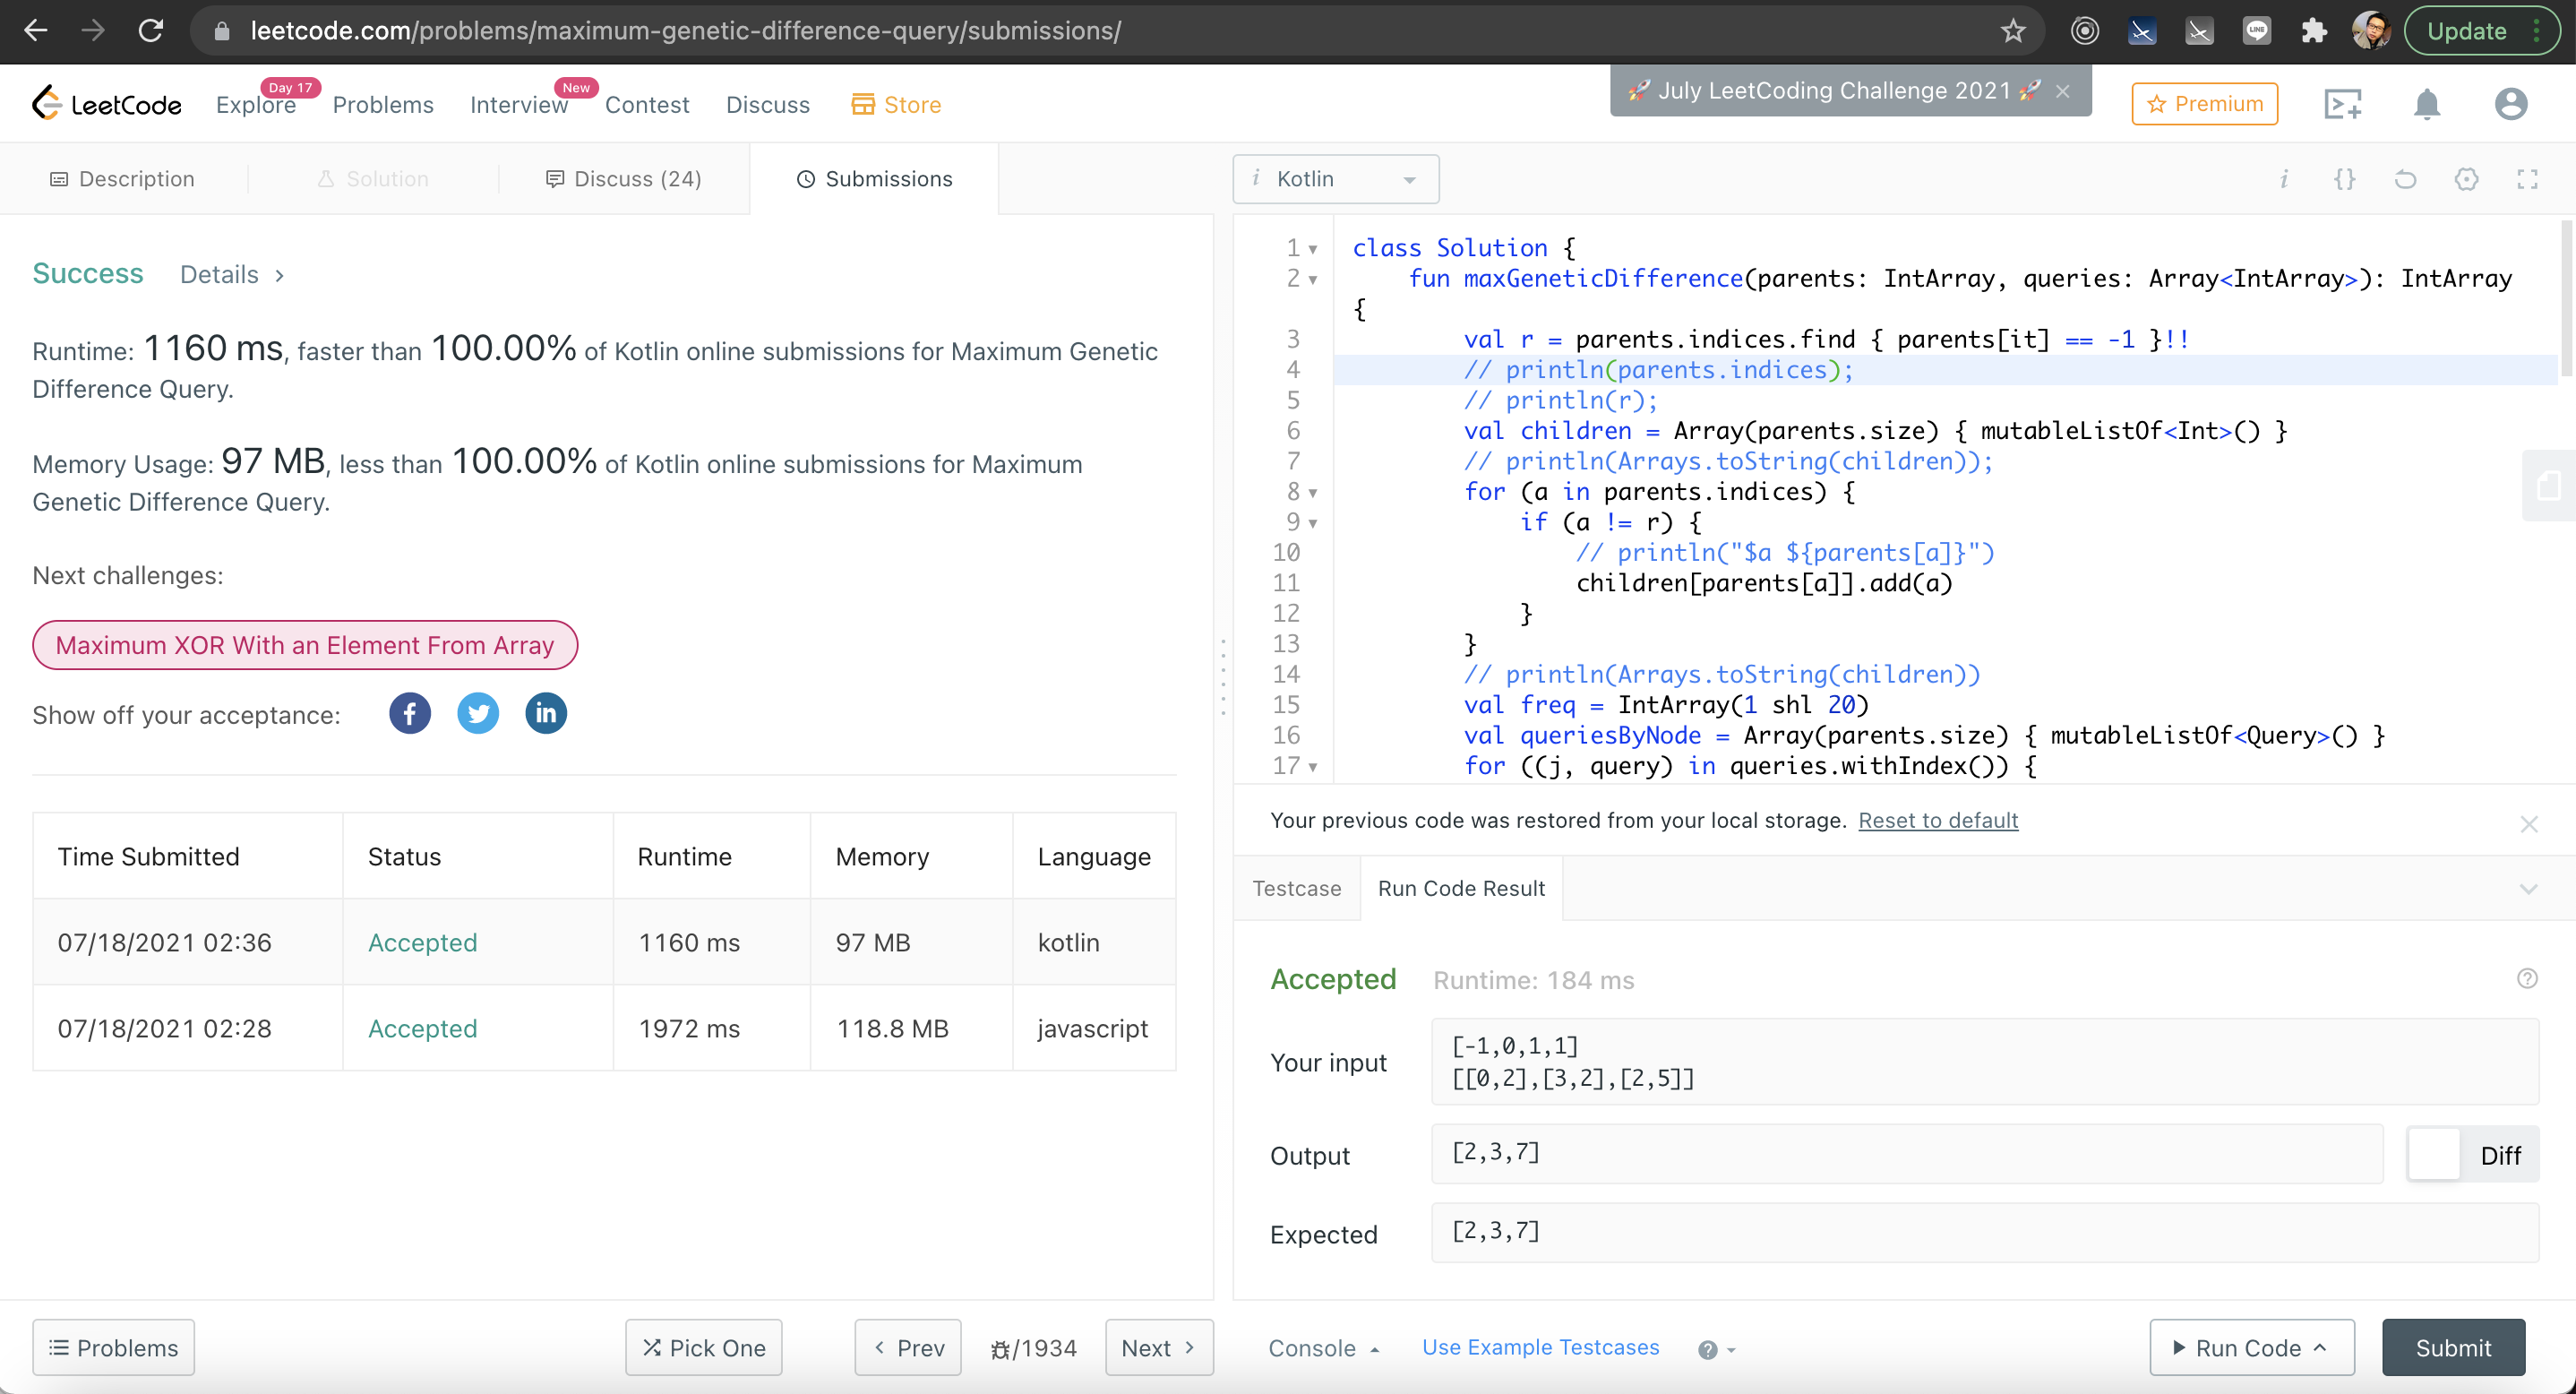 leetcode.com/problems/maximum-genetic-difference-query/submissions/
Update
LeetCode
Explore
Day 17
Problems
Interview
New
Contest
Discuss
Store
🚀 July LeetCoding Challenge 2021 🚀
Premium
Description
Solution
Discuss (24)
Submissions
Success
Details
Runtime: 1160 ms, faster than 100.00% of Kotlin online submissions for Maximum Genetic
Difference Query.
Memory Usage: 97 MB, less than 100.00% of Kotlin online submissions for Maximum
Genetic Difference Query.
Next challenges:
Maximum XOR With an Element From Array
Show off your acceptance:
Time Submitted Status Runtime Memory Language
07/18/2021 02:36 Accepted 1160 ms 97 MB kotlin
07/18/2021 02:28 Accepted 1972 ms 118.8 MB javascript
Problems
Pick One
Prev
/1934
Next
i Kotlin
1 class Solution {
2 fun maxGeneticDifference(parents: IntArray, queries: Array<IntArray>): IntArray
{
3 val r = parents.indices.find { parents[it] == -1 }!!
4 // println(parents.indices);
5 // println(r);
6 val children = Array(parents.size) { mutableListOf<Int>() }
7 // println(Arrays.toString(children));
8 for (a in parents.indices) {
9 if (a != r) {
10 // println("$a ${parents[a]}")
11 children[parents[a]].add(a)
12 }
13 }
14 // println(Arrays.toString(children))
15 val freq = IntArray(1 shl 20)
16 val queriesByNode = Array(parents.size) { mutableListOf<Query>() }
17 for ((j, query) in queries.withIndex()) {
Your previous code was restored from your local storage. Reset to default
Testcase
Run Code Result
Accepted Runtime: 184 ms
Your input
[-1,0,1,1]
[[0,2],[3,2],[2,5]]
Output
[2,3,7]
Diff
Expected
[2,3,7]
Console
Use Example Testcases
Run Code
Submit